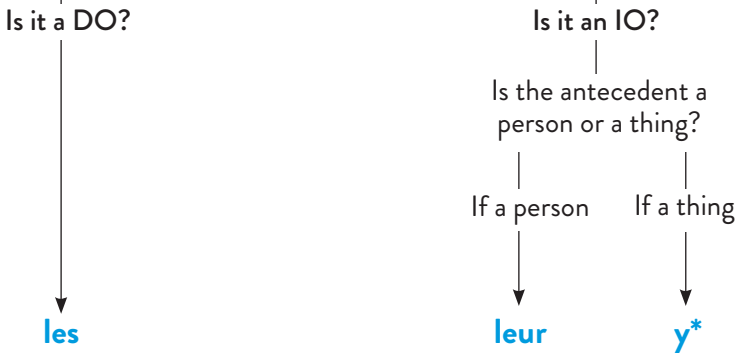 Is it a DO?
Is it an IO?
Is the antecedent a
person or a thing?
If a person
If a thing
les
leur
y*